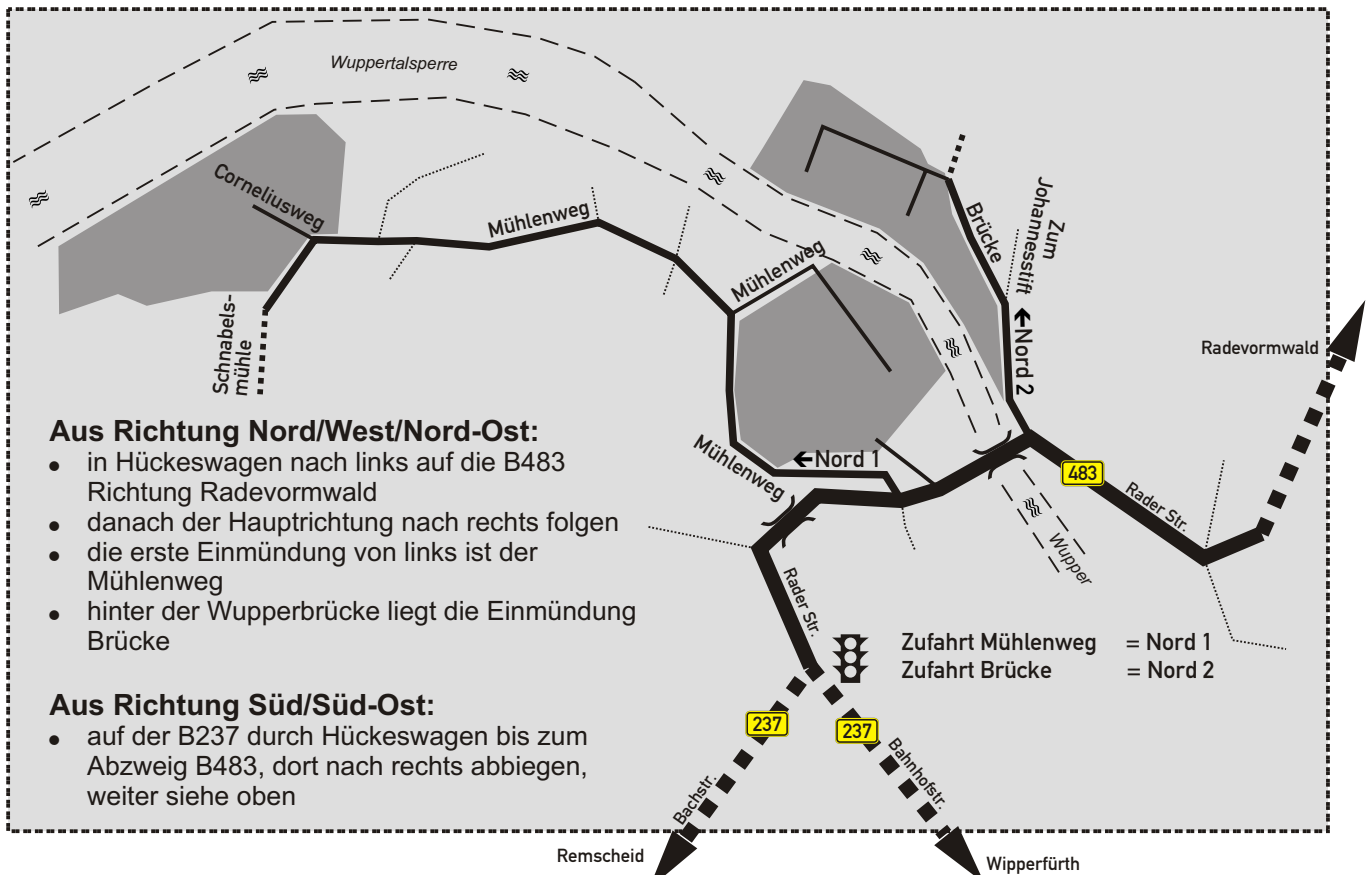 Wuppertalsperre
Corneliusweg
Mühlenweg
Mühlenweg
Brücke
Zum
Johannesstift
←Nord 2
Radevormwald
Schnabels-
mühle
Mühlenweg
←Nord 1
483
Rader Str.
Wupper
Rader Str.
Aus Richtung Nord/West/Nord-Ost:
• in Hückeswagen nach links auf die B483
Richtung Radevormwald
• danach der Hauptrichtung nach rechts folgen
• die erste Einmündung von links ist der
Mühlenweg
• hinter der Wupperbrücke liegt die Einmündung
Brücke
Zufahrt Mühlenweg = Nord 1
Zufahrt Brücke = Nord 2
Aus Richtung Süd/Süd-Ost:
• auf der B237 durch Hückeswagen bis zum
Abzweig B483, dort nach rechts abbiegen,
weiter siehe oben
237
237
Bachstr.
Bahnhofstr.
Remscheid
Wipperfürth